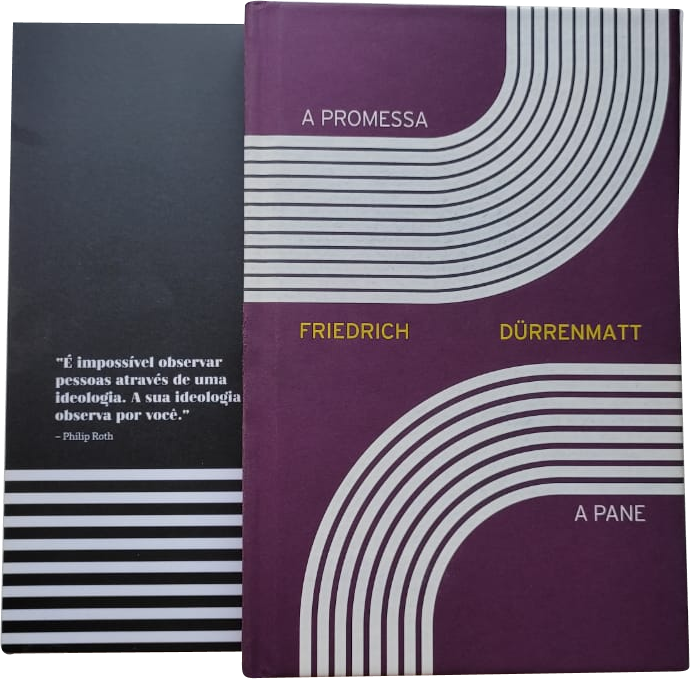 "É impossível observar
pessoas através de uma
ideologia. A sua ideologia
observa por você."
– Philip Roth
A PROMESSA
FRIEDRICH DÜRRENMATT
A PANE